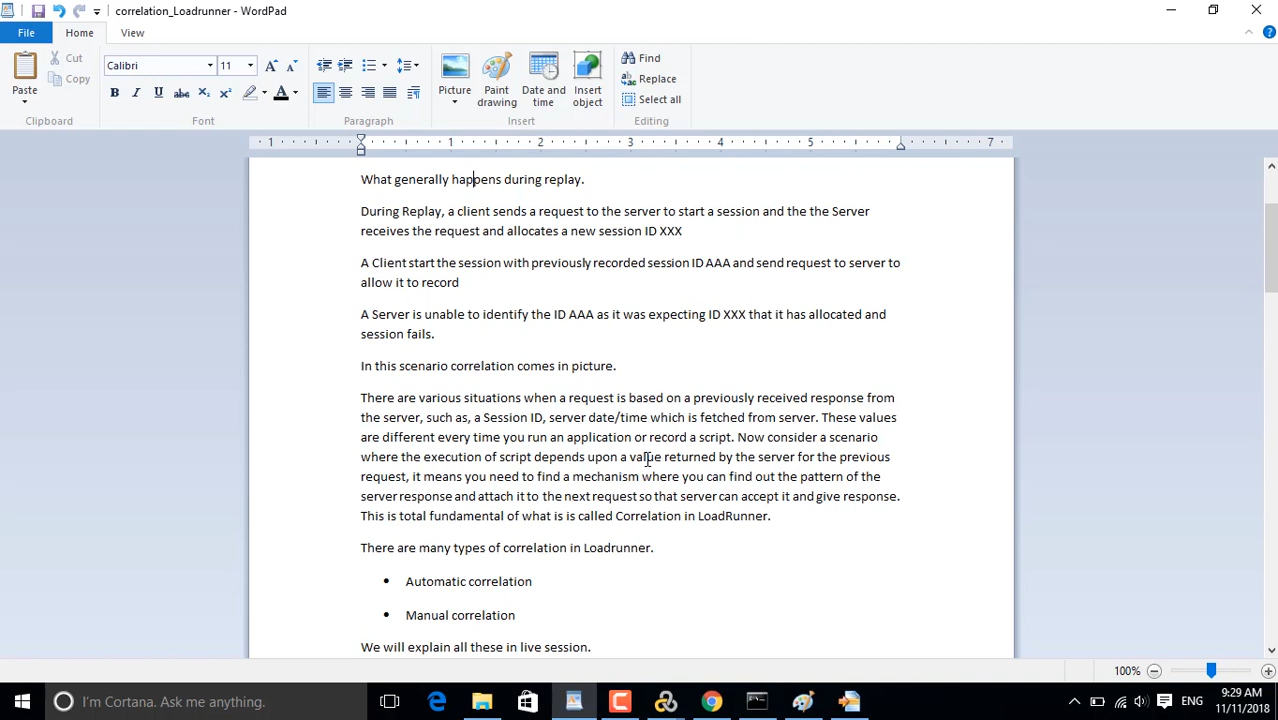 correlation_Loadrunner - WordPad
File
Home
View
Paste
Cut
Copy
Clipboard
Calibri
11
B I U abc X₂ X²
A
Font
Paragraph
Picture
Paint drawing
Date and time
Insert object
Insert
Find
Replace
Select all
Editing
1 1 2 3 4 5 7
What generally happens during replay.
During Replay, a client sends a request to the server to start a session and the the Server
receives the request and allocates a new session ID XXX
A Client start the session with previously recorded session ID AAA and send request to server to
allow it to record
A Server is unable to identify the ID AAA as it was expecting ID XXX that it has allocated and
session fails.
In this scenario correlation comes in picture.
There are various situations when a request is based on a previously received response from
the server, such as, a Session ID, server date/time which is fetched from server. These values
are different every time you run an application or record a script. Now consider a scenario
where the execution of script depends upon a value returned by the server for the previous
request, it means you need to find a mechanism where you can find out the pattern of the
server response and attach it to the next request so that server can accept it and give response.
This is total fundamental of what is is called Correlation in LoadRunner.
There are many types of correlation in Loadrunner.
• Automatic correlation
• Manual correlation
We will explain all these in live session.
100%
I'm Cortana. Ask me anything.
ENG
9:29 AM
11/11/2018